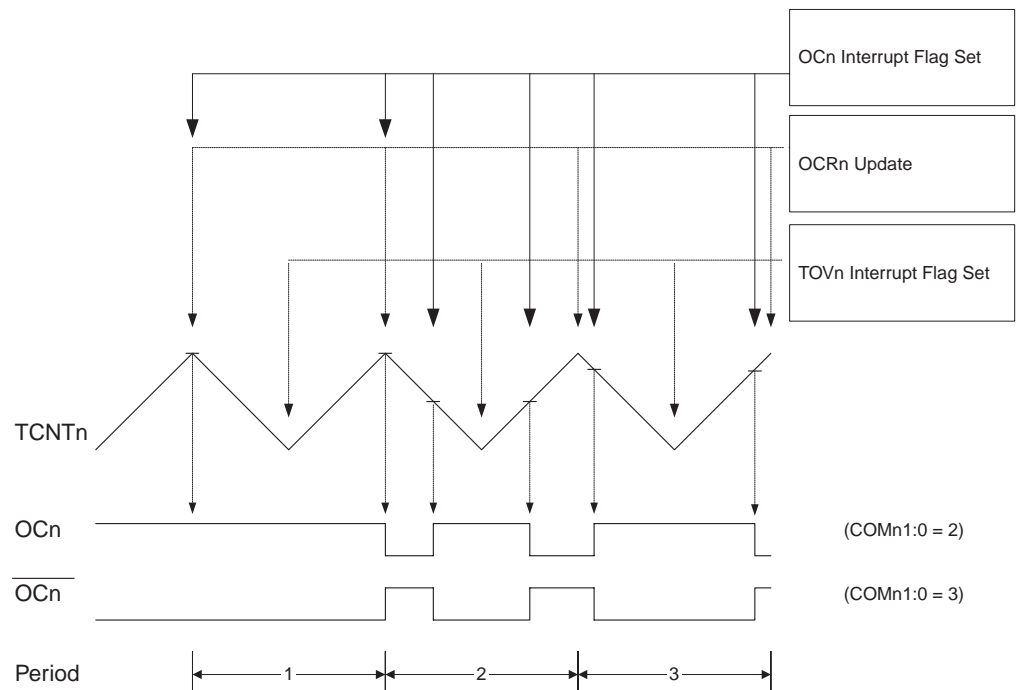 OCn Interrupt Flag Set
OCRn Update
TOVn Interrupt Flag Set
TCNTn
OCn (COMn1:0 = 2)
OCn (COMn1:0 = 3)
Period 1 2 3